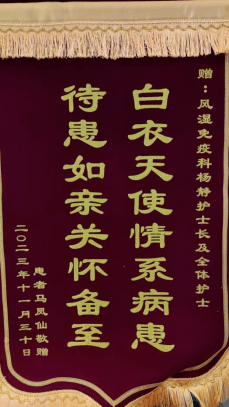 赠：风湿免疫科杨静护士长及全体护士
白衣天使情系病患
待患如亲关怀备至
患者马凤仙敬赠
二〇二三年十一月三十日